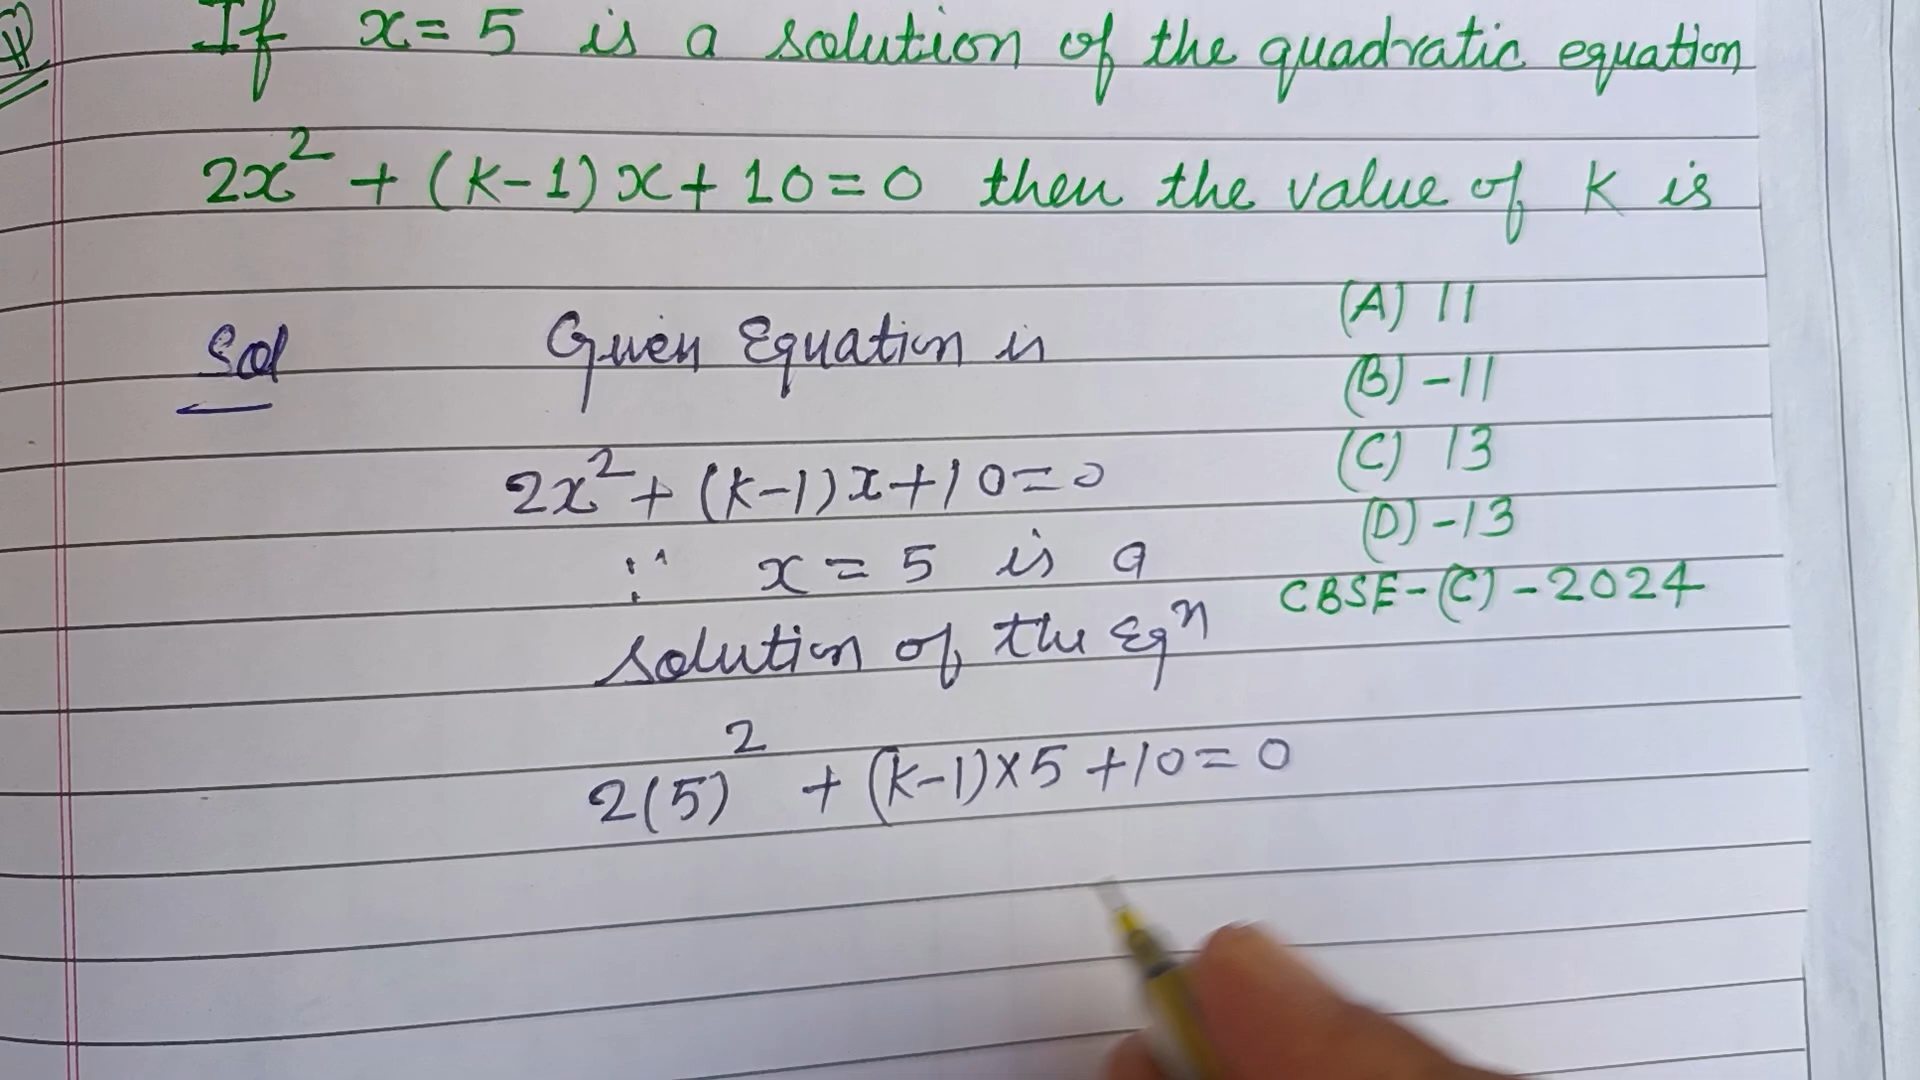 If x = 5 is a solution of the quadratic equation
2x² + (k-1) x + 10 = 0 then the value of k is
(A) 11
Sol Given Equation is
(B) -11
(C) 13
2x² + (k-1)x+10=0
(D) -13
∵ x = 5 is a
CBSE-(C)-2024
solution of the Eqⁿ
2(5)² + (k-1)×5+10=0